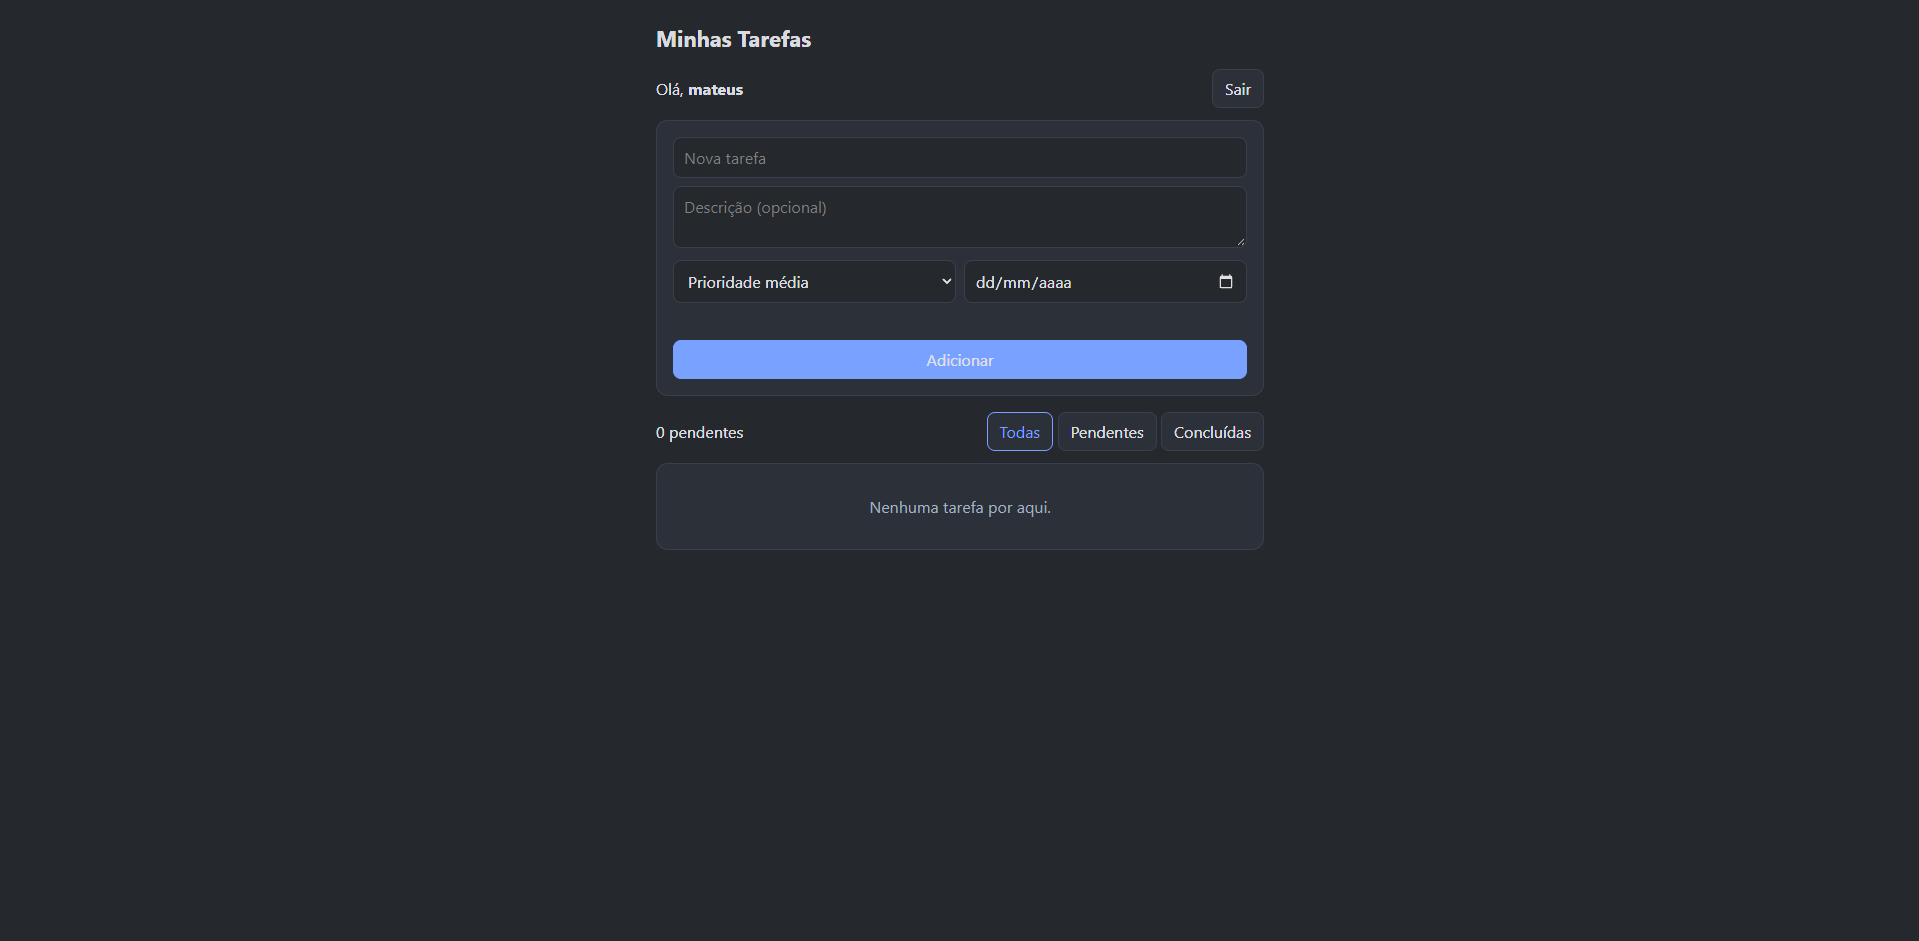 Minhas Tarefas
Olá, mateus
Sair
Nova tarefa
Descrição (opcional)
Prioridade média
dd/mm/aaaa
Adicionar
0 pendentes
Todas
Pendentes
Concluídas
Nenhuma tarefa por aqui.